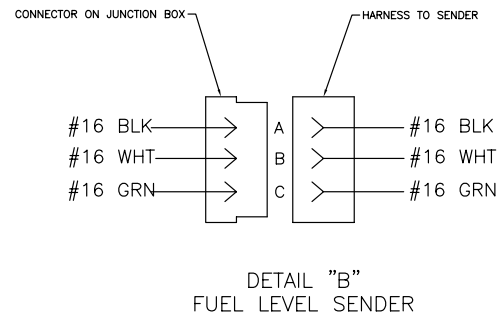 CONNECTOR ON JUNCTION BOX
HARNESS TO SENDER
#16 BLK A #16 BLK
#16 WHT B #16 WHT
#16 GRN C #16 GRN
DETAIL "B"
FUEL LEVEL SENDER